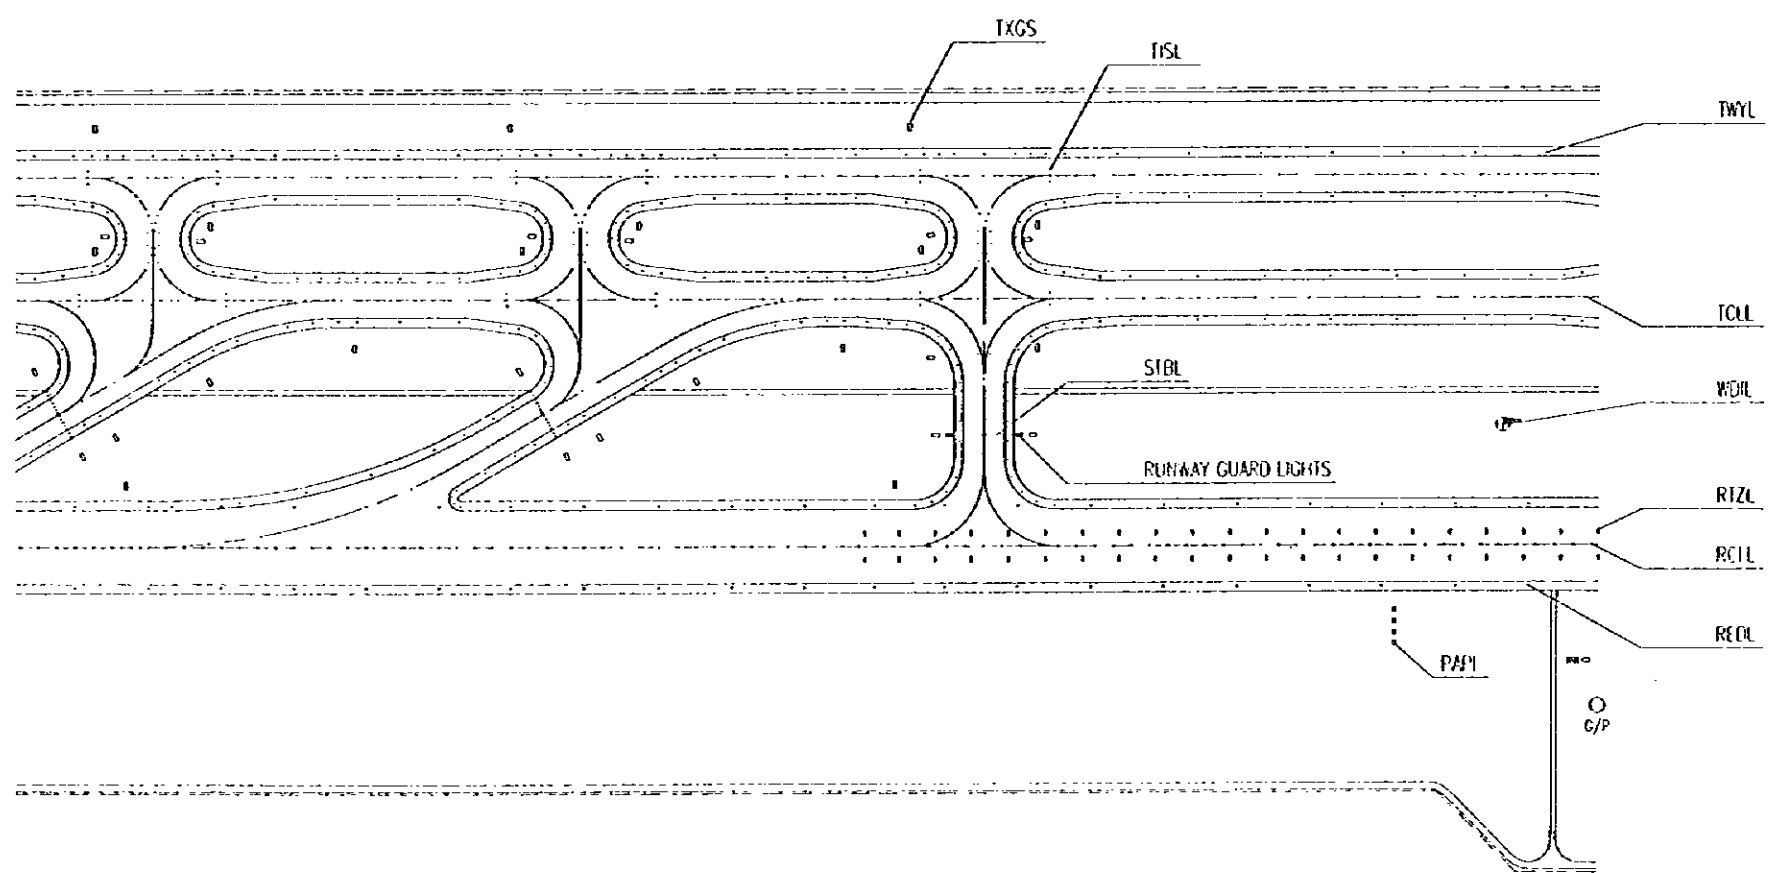 TXGS
TISL
TWYL
TCLL
STBL
WDIL
RUNWAY GUARD LIGHTS
RTZL
RCLL
REDL
PAPI
G/P